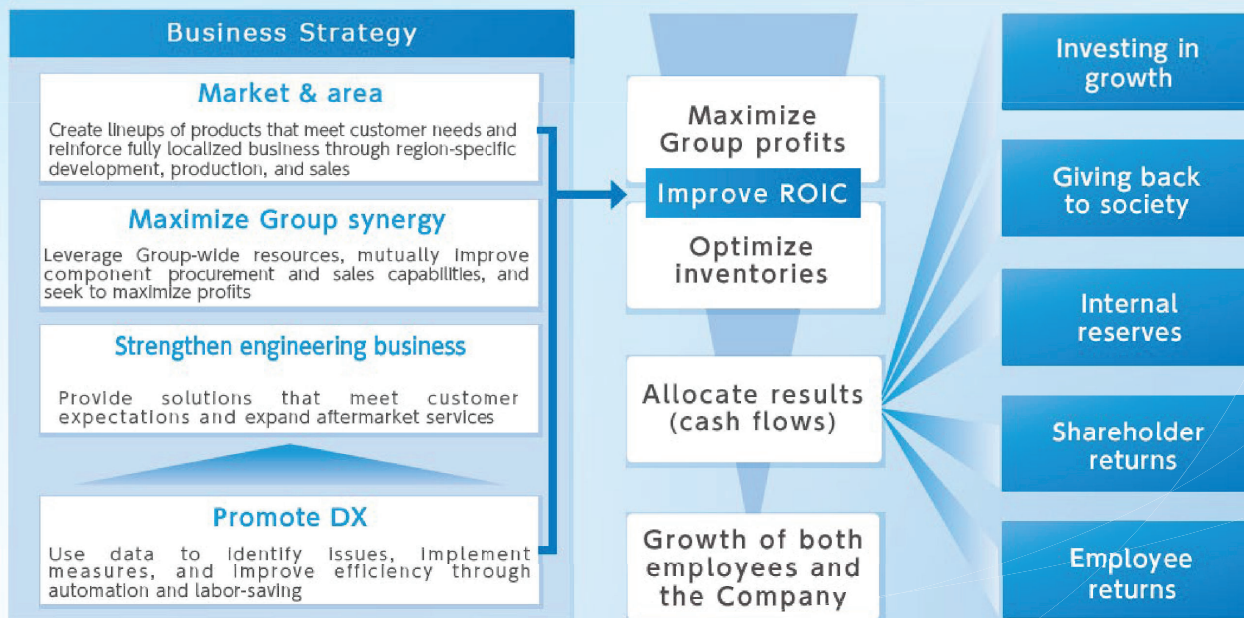 Business Strategy
Market & area
Create lineups of products that meet customer needs and
reinforce fully localized business through region-specific
development, production, and sales
Maximize Group synergy
Leverage Group-wide resources, mutually improve
component procurement and sales capabilities, and
seek to maximize profits
Strengthen engineering business
Provide solutions that meet customer
expectations and expand aftermarket services
Promote DX
Use data to identify issues, implement
measures, and improve efficiency through
automation and labor-saving
Maximize
Group profits
Improve ROIC
Optimize
inventories
Allocate results
(cash flows)
Growth of both
employees and
the Company
Investing in
growth
Giving back
to society
Internal
reserves
Shareholder
returns
Employee
returns